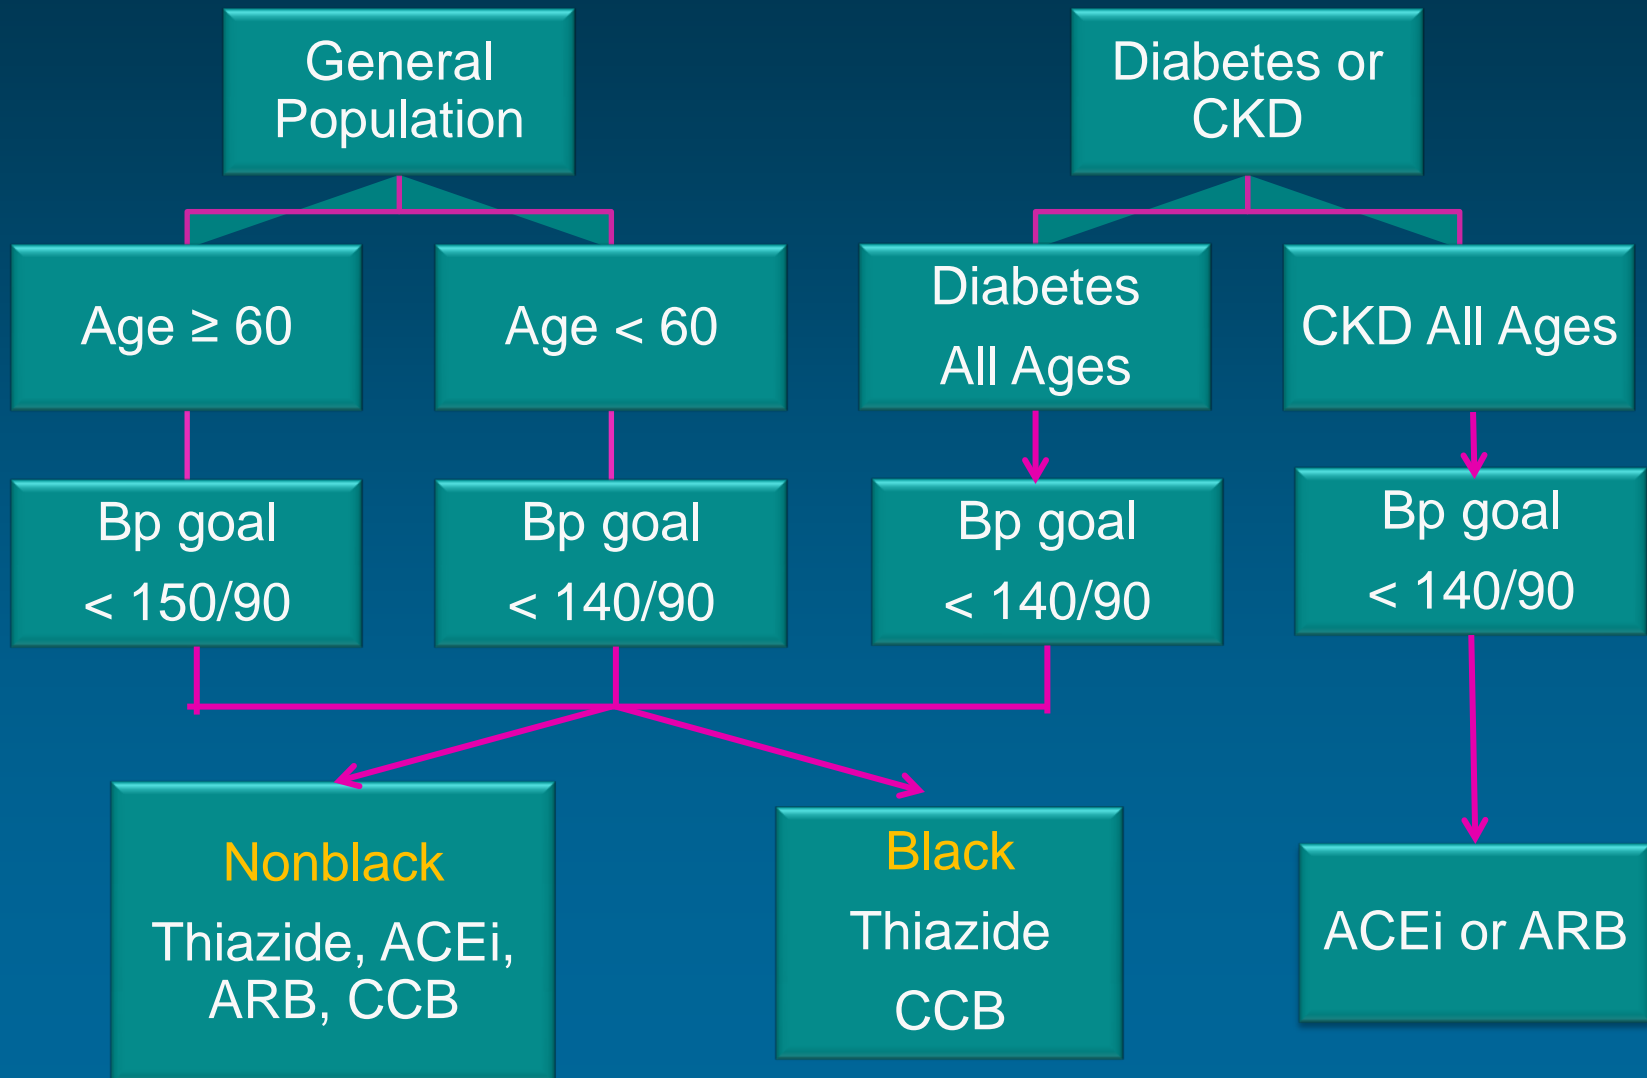 General
Population
Diabetes or
CKD
Age ≥ 60
Age < 60
Diabetes
All Ages
CKD All Ages
Bp goal
< 150/90
Bp goal
< 140/90
Bp goal
< 140/90
Bp goal
< 140/90
Nonblack
Thiazide, ACEi,
ARB, CCB
Black
Thiazide
CCB
ACEi or ARB